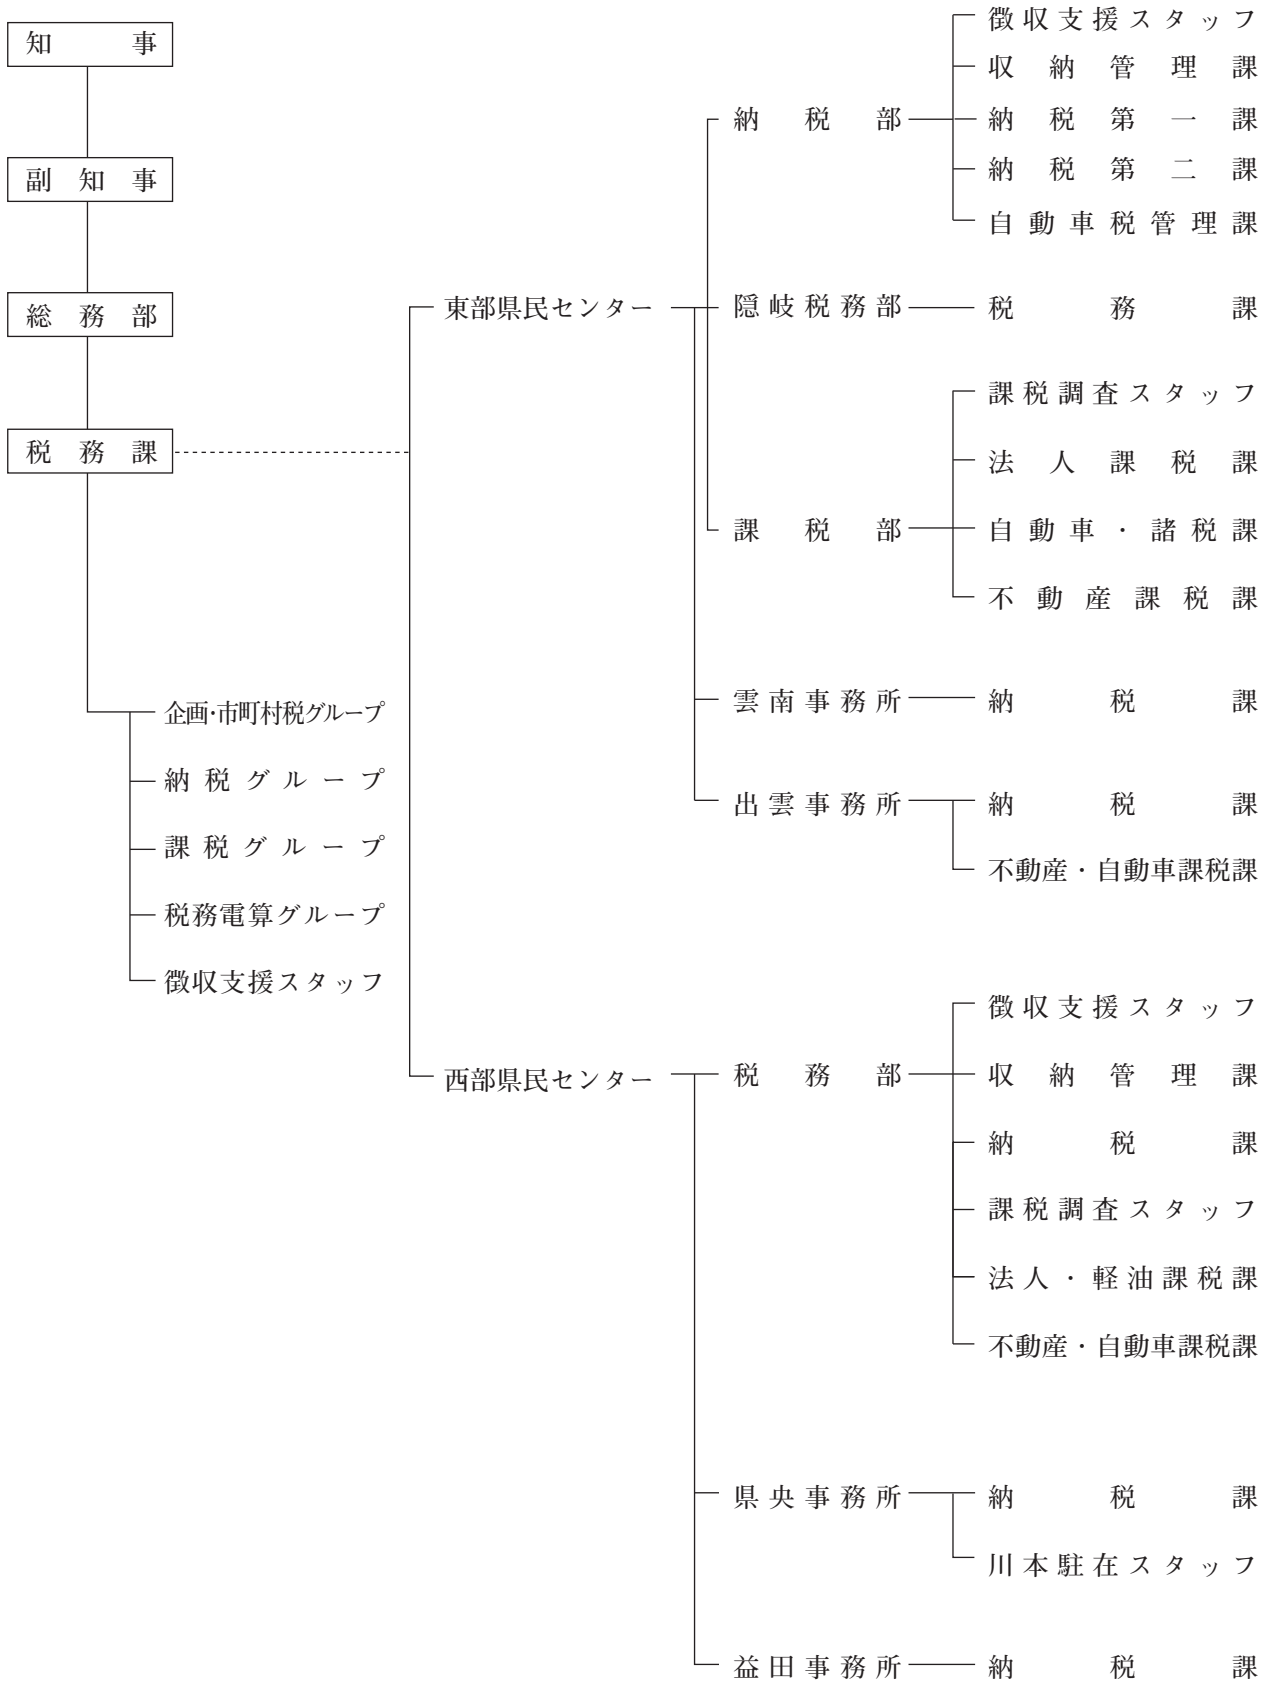 知事
副知事
総務部
税務課
企画・市町村税グループ
納税グループ
課税グループ
税務電算グループ
徴収支援スタッフ
東部県民センター
納税部
徴収支援スタッフ
収納管理課
納税第一課
納税第二課
自動車税管理課
隠岐税務部
税務課
課税部
課税調査スタッフ
法人課税課
自動車・諸税課
不動産課税課
雲南事務所
納税課
出雲事務所
納税課
不動産・自動車課税課
西部県民センター
税務部
徴収支援スタッフ
収納管理課
納税課
課税調査スタッフ
法人・軽油課税課
不動産・自動車課税課
県央事務所
納税課
川本駐在スタッフ
益田事務所
納税課